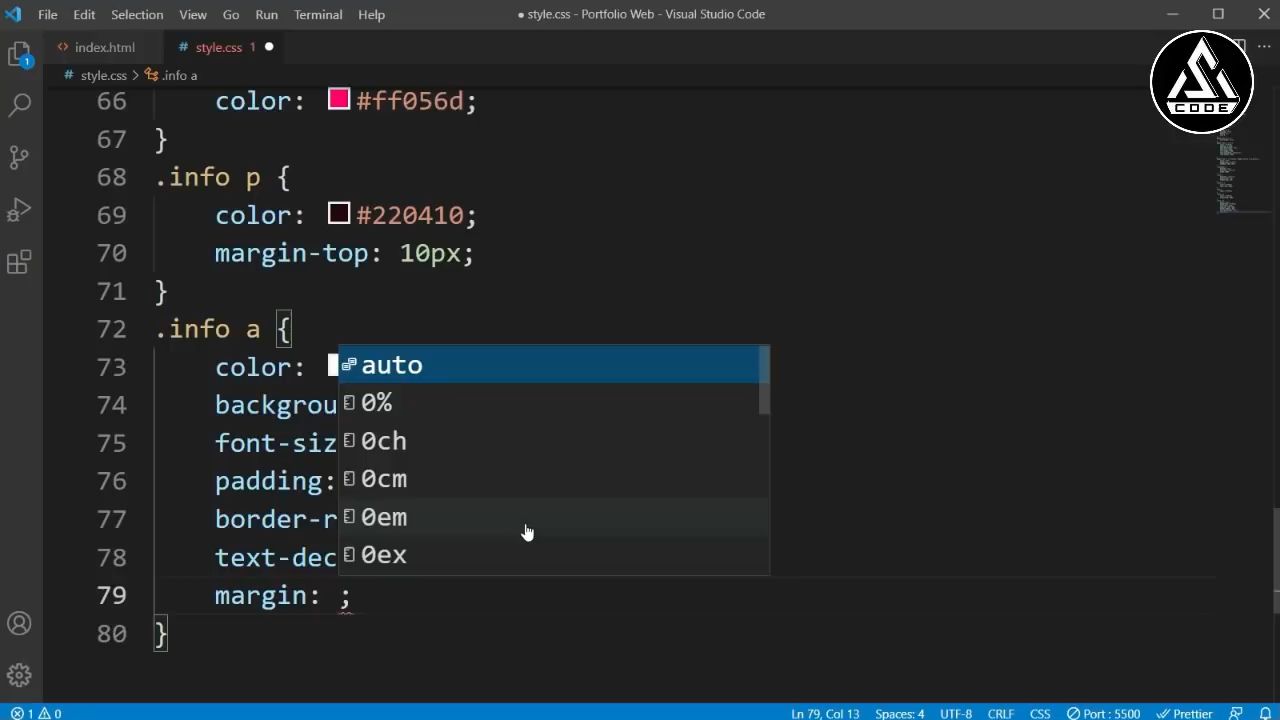 File Edit Selection View Go Run Terminal Help ● style.css - Portfolio Web - Visual Studio Code
index.html # style.css 1
# style.css > .info a
CODE
66 color: #ff056d;
67 }
68 .info p {
69 color: #220410;
70 margin-top: 10px;
71 }
72 .info a {
73 color:
74 backgrou
75 font-siz
76 padding:
77 border-r
78 text-dec
79 margin: ;
80 }
auto
0%
0ch
0cm
0em
0ex
1
1 0 Ln 79, Col 13 Spaces: 4 UTF-8 CRLF CSS Port : 5500 Prettier